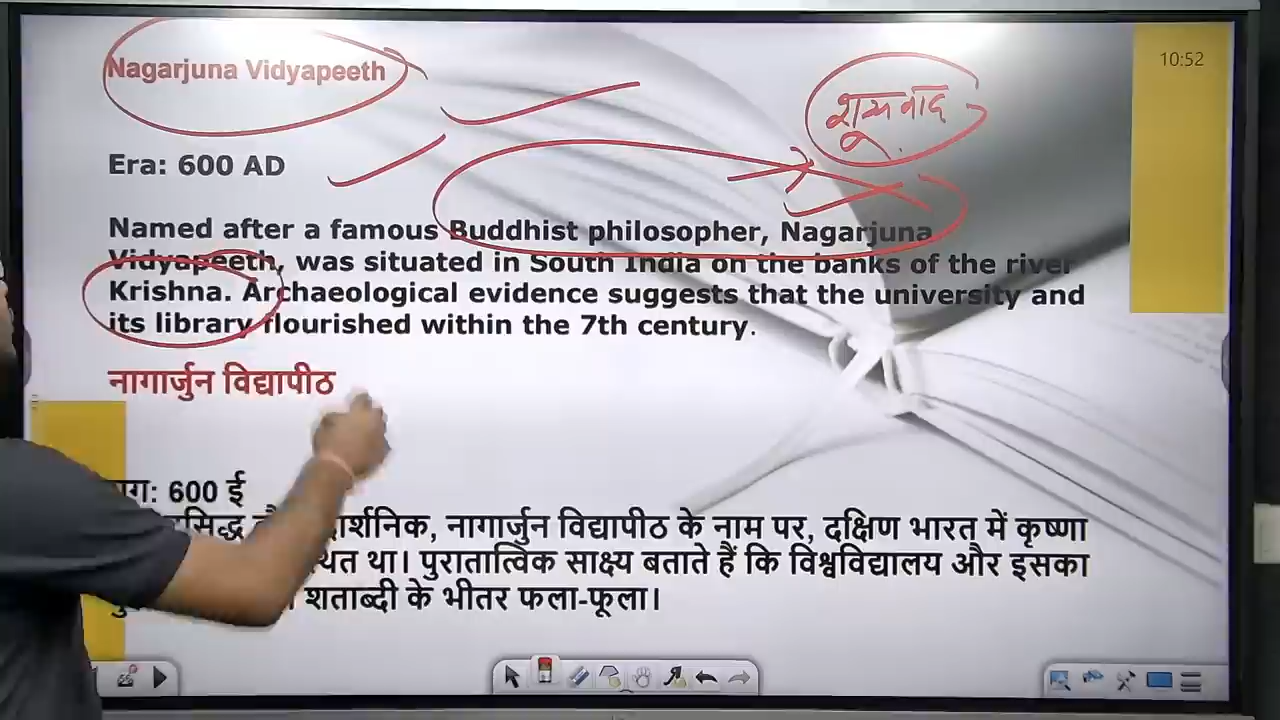 Nagarjuna Vidyapeeth
10:52
शून्यवाद
Era: 600 AD
Named after a famous Buddhist philosopher, Nagarjuna
Vidyapeeth, was situated in South India on the banks of the river
Krishna. Archaeological evidence suggests that the university and
its library flourished within the 7th century.
नागार्जुन विद्यापीठ
600 ई
नागार्जुन विद्यापीठ के नाम पर, दक्षिण भारत में कृष्णा
था। पुरातात्विक साक्ष्य बताते हैं कि विश्वविद्यालय और इसका
शताब्दी के भीतर फला-फूला।